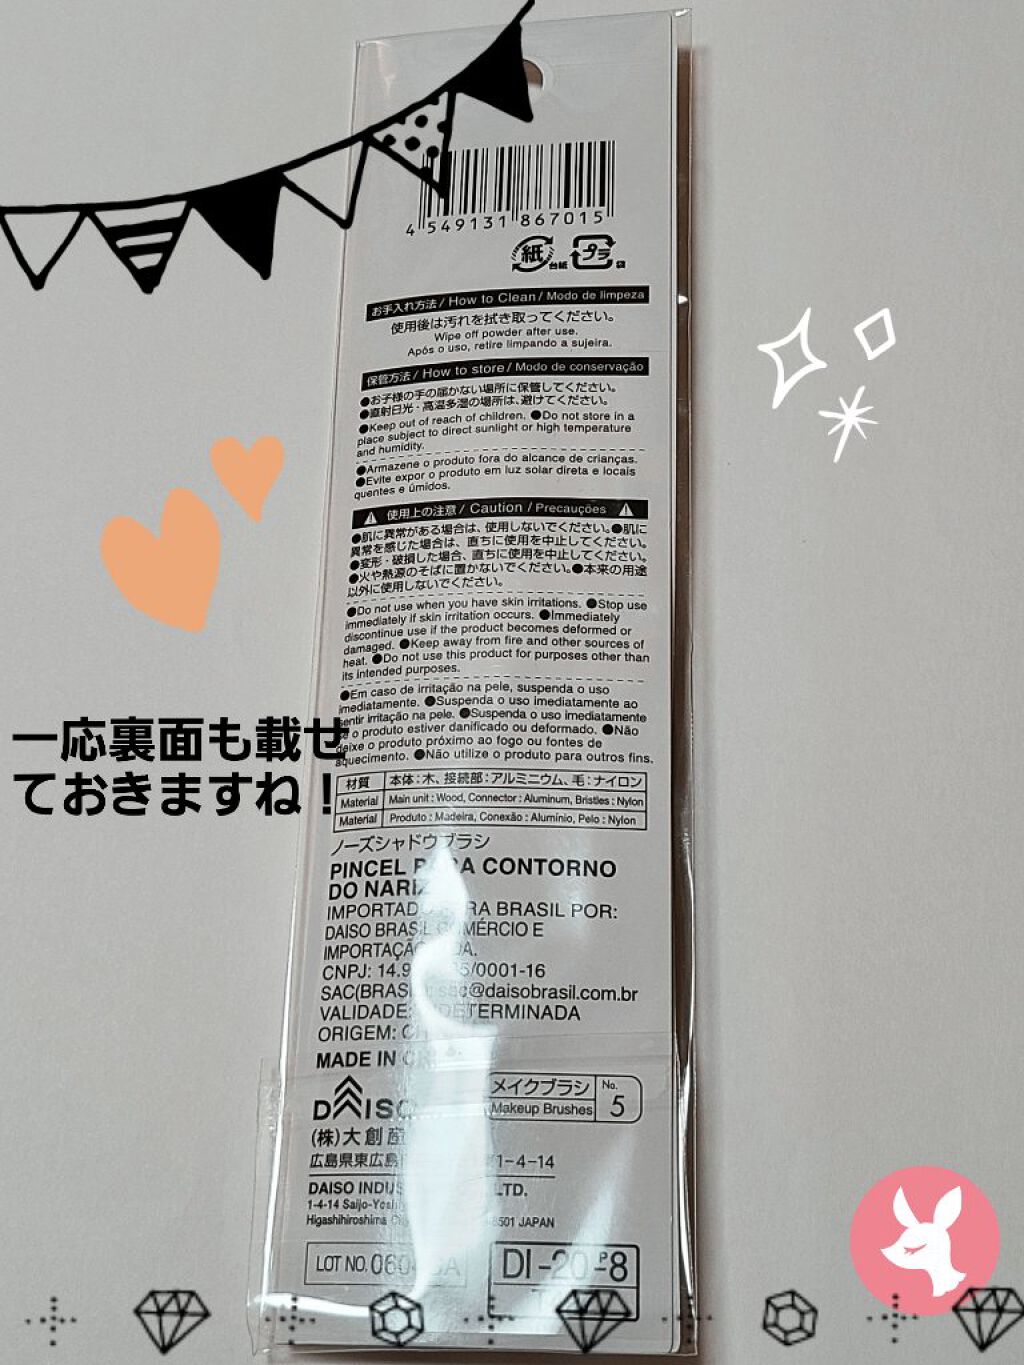 4 549131 867015
紙 台紙 プラ 袋
お手入れ方法 / How to Clean / Modo de limpeza
使用後は汚れを拭き取ってください。
Wipe off powder after use.
Após o uso, retire limpando a sujeira.
保管方法 / How to store / Modo de conservação
●お子様の手の届かない場所に保管してください。
●直射日光・高温多湿の場所は、避けてください。
●Keep out of reach of children. ●Do not store in a
place subject to direct sunlight or high temperature
and humidity.
●Armazene o produto fora do alcance de crianças.
●Evite expor o produto em luz solar direta e locais
quentes e úmidos.
使用上の注意 / Caution / Precauções
●肌に異常がある場合は、使用しないでください。●肌に
異常を感じた場合は、直ちに使用を中止してください。
●変形・破損した場合、直ちに使用を中止してください。
●火や熱源のそばに置かないでください。●本来の用途
以外に使用しないでください。
●Do not use when you have skin irritations. ●Stop use
immediately if skin irritation occurs. ●Immediately
discontinue use if the product becomes deformed or
damaged. ●Keep away from fire and other sources of
heat. ●Do not use this product for purposes other than
its intended purposes.
●Em caso de irritação na pele, suspenda o uso
imediatamente. ●Suspenda o uso imediatamente ao
sentir irritação na pele. ●Suspenda o uso imediatamente
se o produto estiver danificado ou deformado. ●Não
deixe o produto próximo ao fogo ou fontes de
aquecimento. ●Não utilize o produto para outros fins.
一応裏面も載せ
ておきますね！
材質 本体：木、接続部：アルミニウム、毛：ナイロン
Material Main unit : Wood, Connector : Aluminum, Bristles : Nylon
Material Produto : Madeira, Conexão : Alumínio, Pelo : Nylon
ノーズシャドウブラシ
PINCEL PARA CONTORNO
DO NARIZ
IMPORTADO PARA BRASIL POR:
DAISO BRASIL COMÉRCIO E
IMPORTAÇÃO
CNPJ: 14.9 5/0001-16
SAC(BRASIL) sac@daisobrasil.com.br
VALIDADE: INDETERMINADA
ORIGEM:
MADE IN
メイクブラシ No.
Makeup Brushes 5
DAISO
(株)大創産
広島県東広島 1-4-14
DAISO INDUS LTD.
1-4-14 Saijo-Yoshi
Higashihiroshima City 8501 JAPAN
LOT NO. 060 A
DI-20-P8